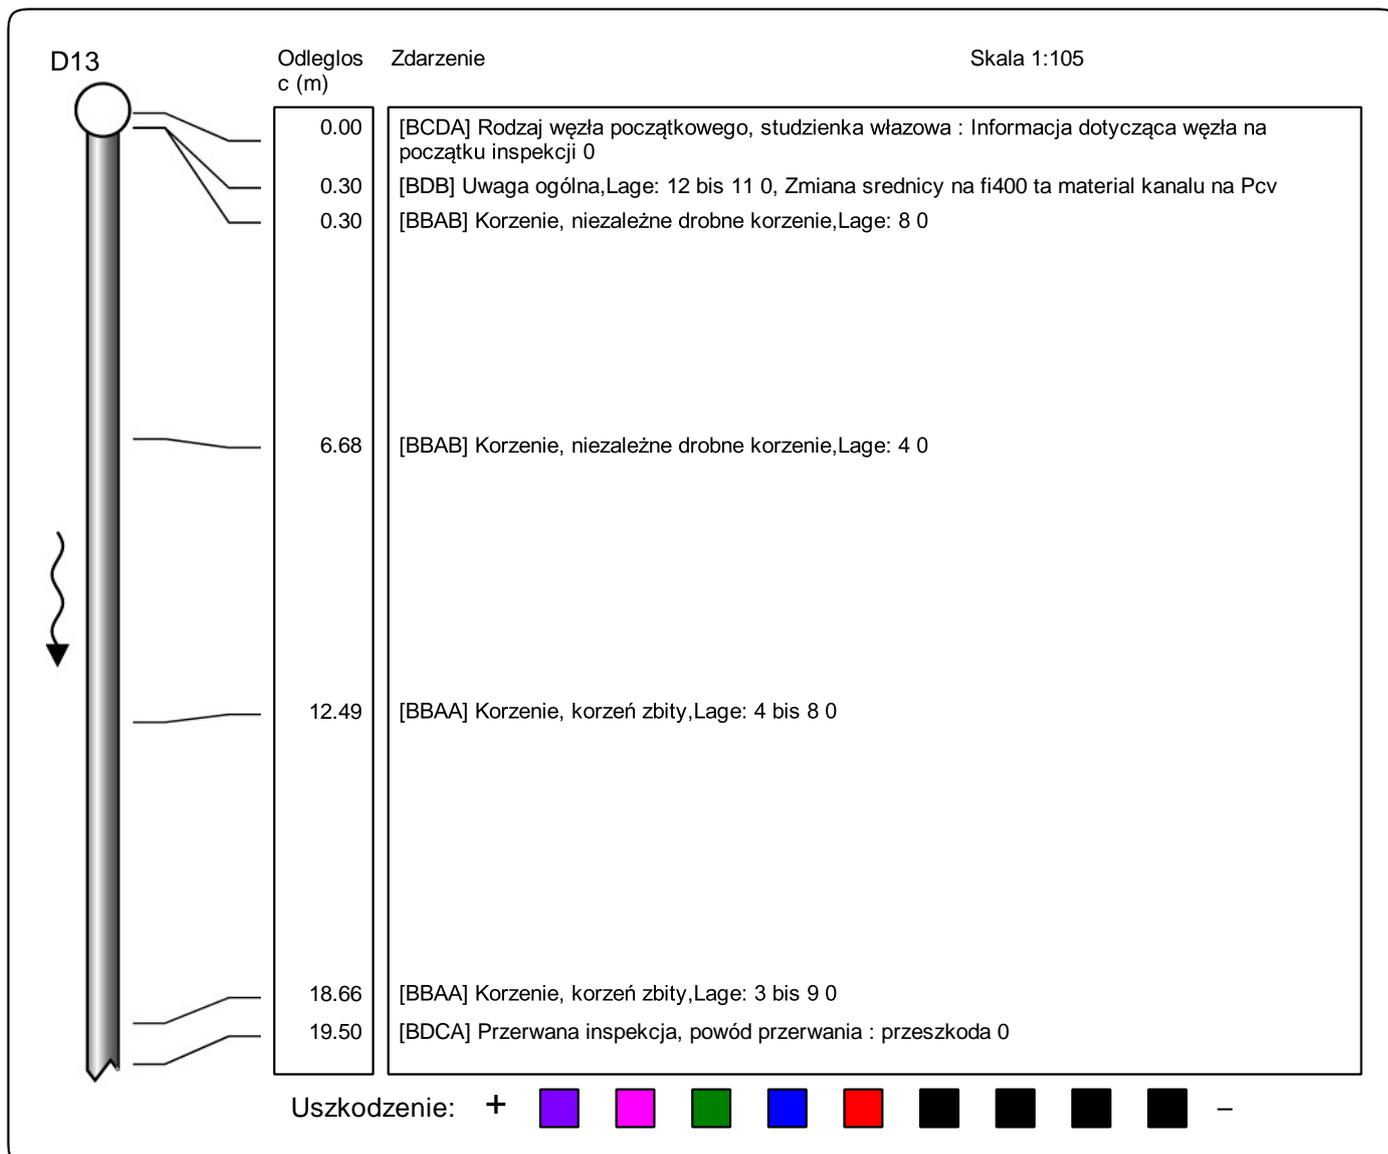 D13
Odleglos Zdarzenie Skala 1:105
c (m)
0.00 [BCDA] Rodzaj węzła początkowego, studzienka włazowa : Informacja dotycząca węzła na
początku inspekcji 0
0.30 [BDB] Uwaga ogólna,Lage: 12 bis 11 0, Zmiana srednicy na fi400 ta material kanalu na Pcv
0.30 [BBAB] Korzenie, niezależne drobne korzenie,Lage: 8 0
6.68 [BBAB] Korzenie, niezależne drobne korzenie,Lage: 4 0
12.49 [BBAA] Korzenie, korzeń zbity,Lage: 4 bis 8 0
18.66 [BBAA] Korzenie, korzeń zbity,Lage: 3 bis 9 0
19.50 [BDCA] Przerwana inspekcja, powód przerwania : przeszkoda 0
Uszkodzenie: + –